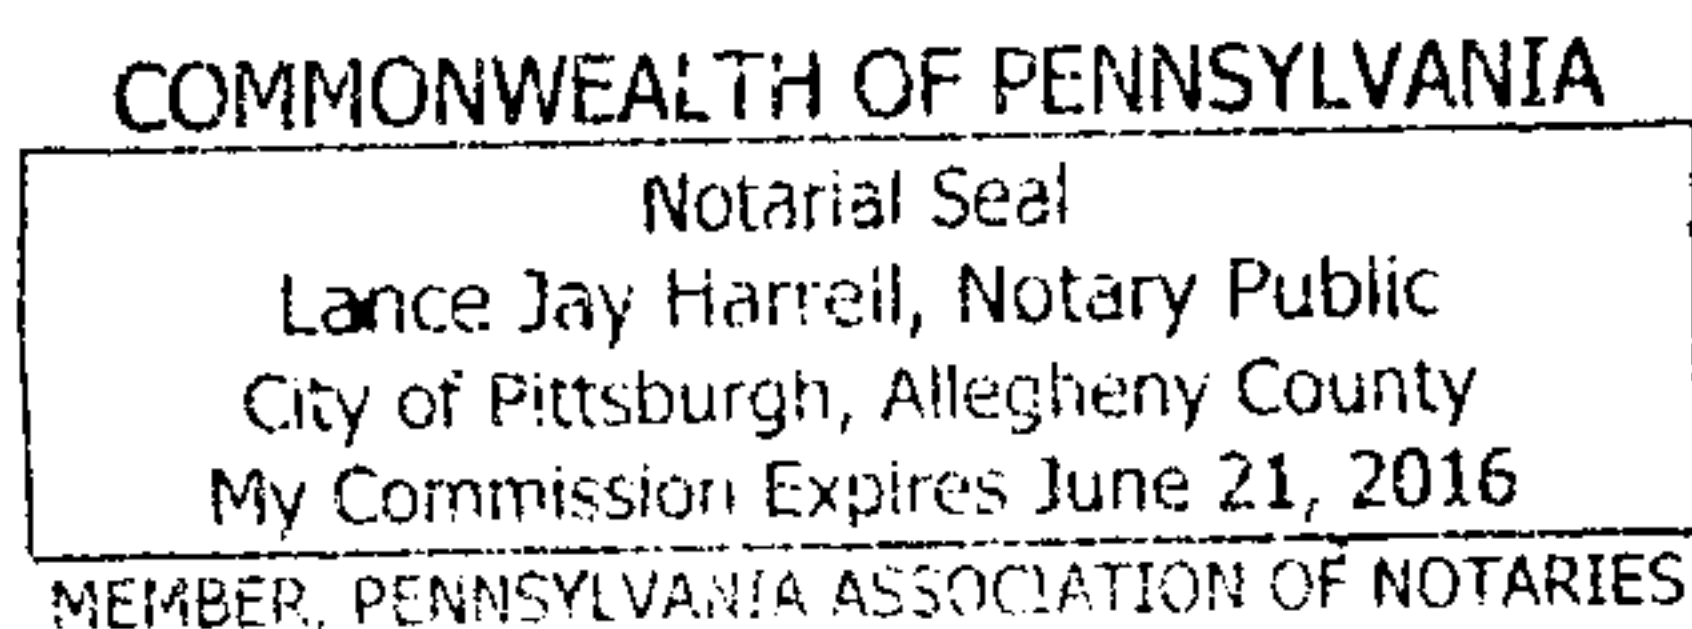 COMMONWEALTH OF PENNSYLVANIA
Notarial Seal
Lance Jay Harrell, Notary Public
City of Pittsburgh, Allegheny County
My Commission Expires June 21, 2016
MEMBER, PENNSYLVANIA ASSOCIATION OF NOTARIES